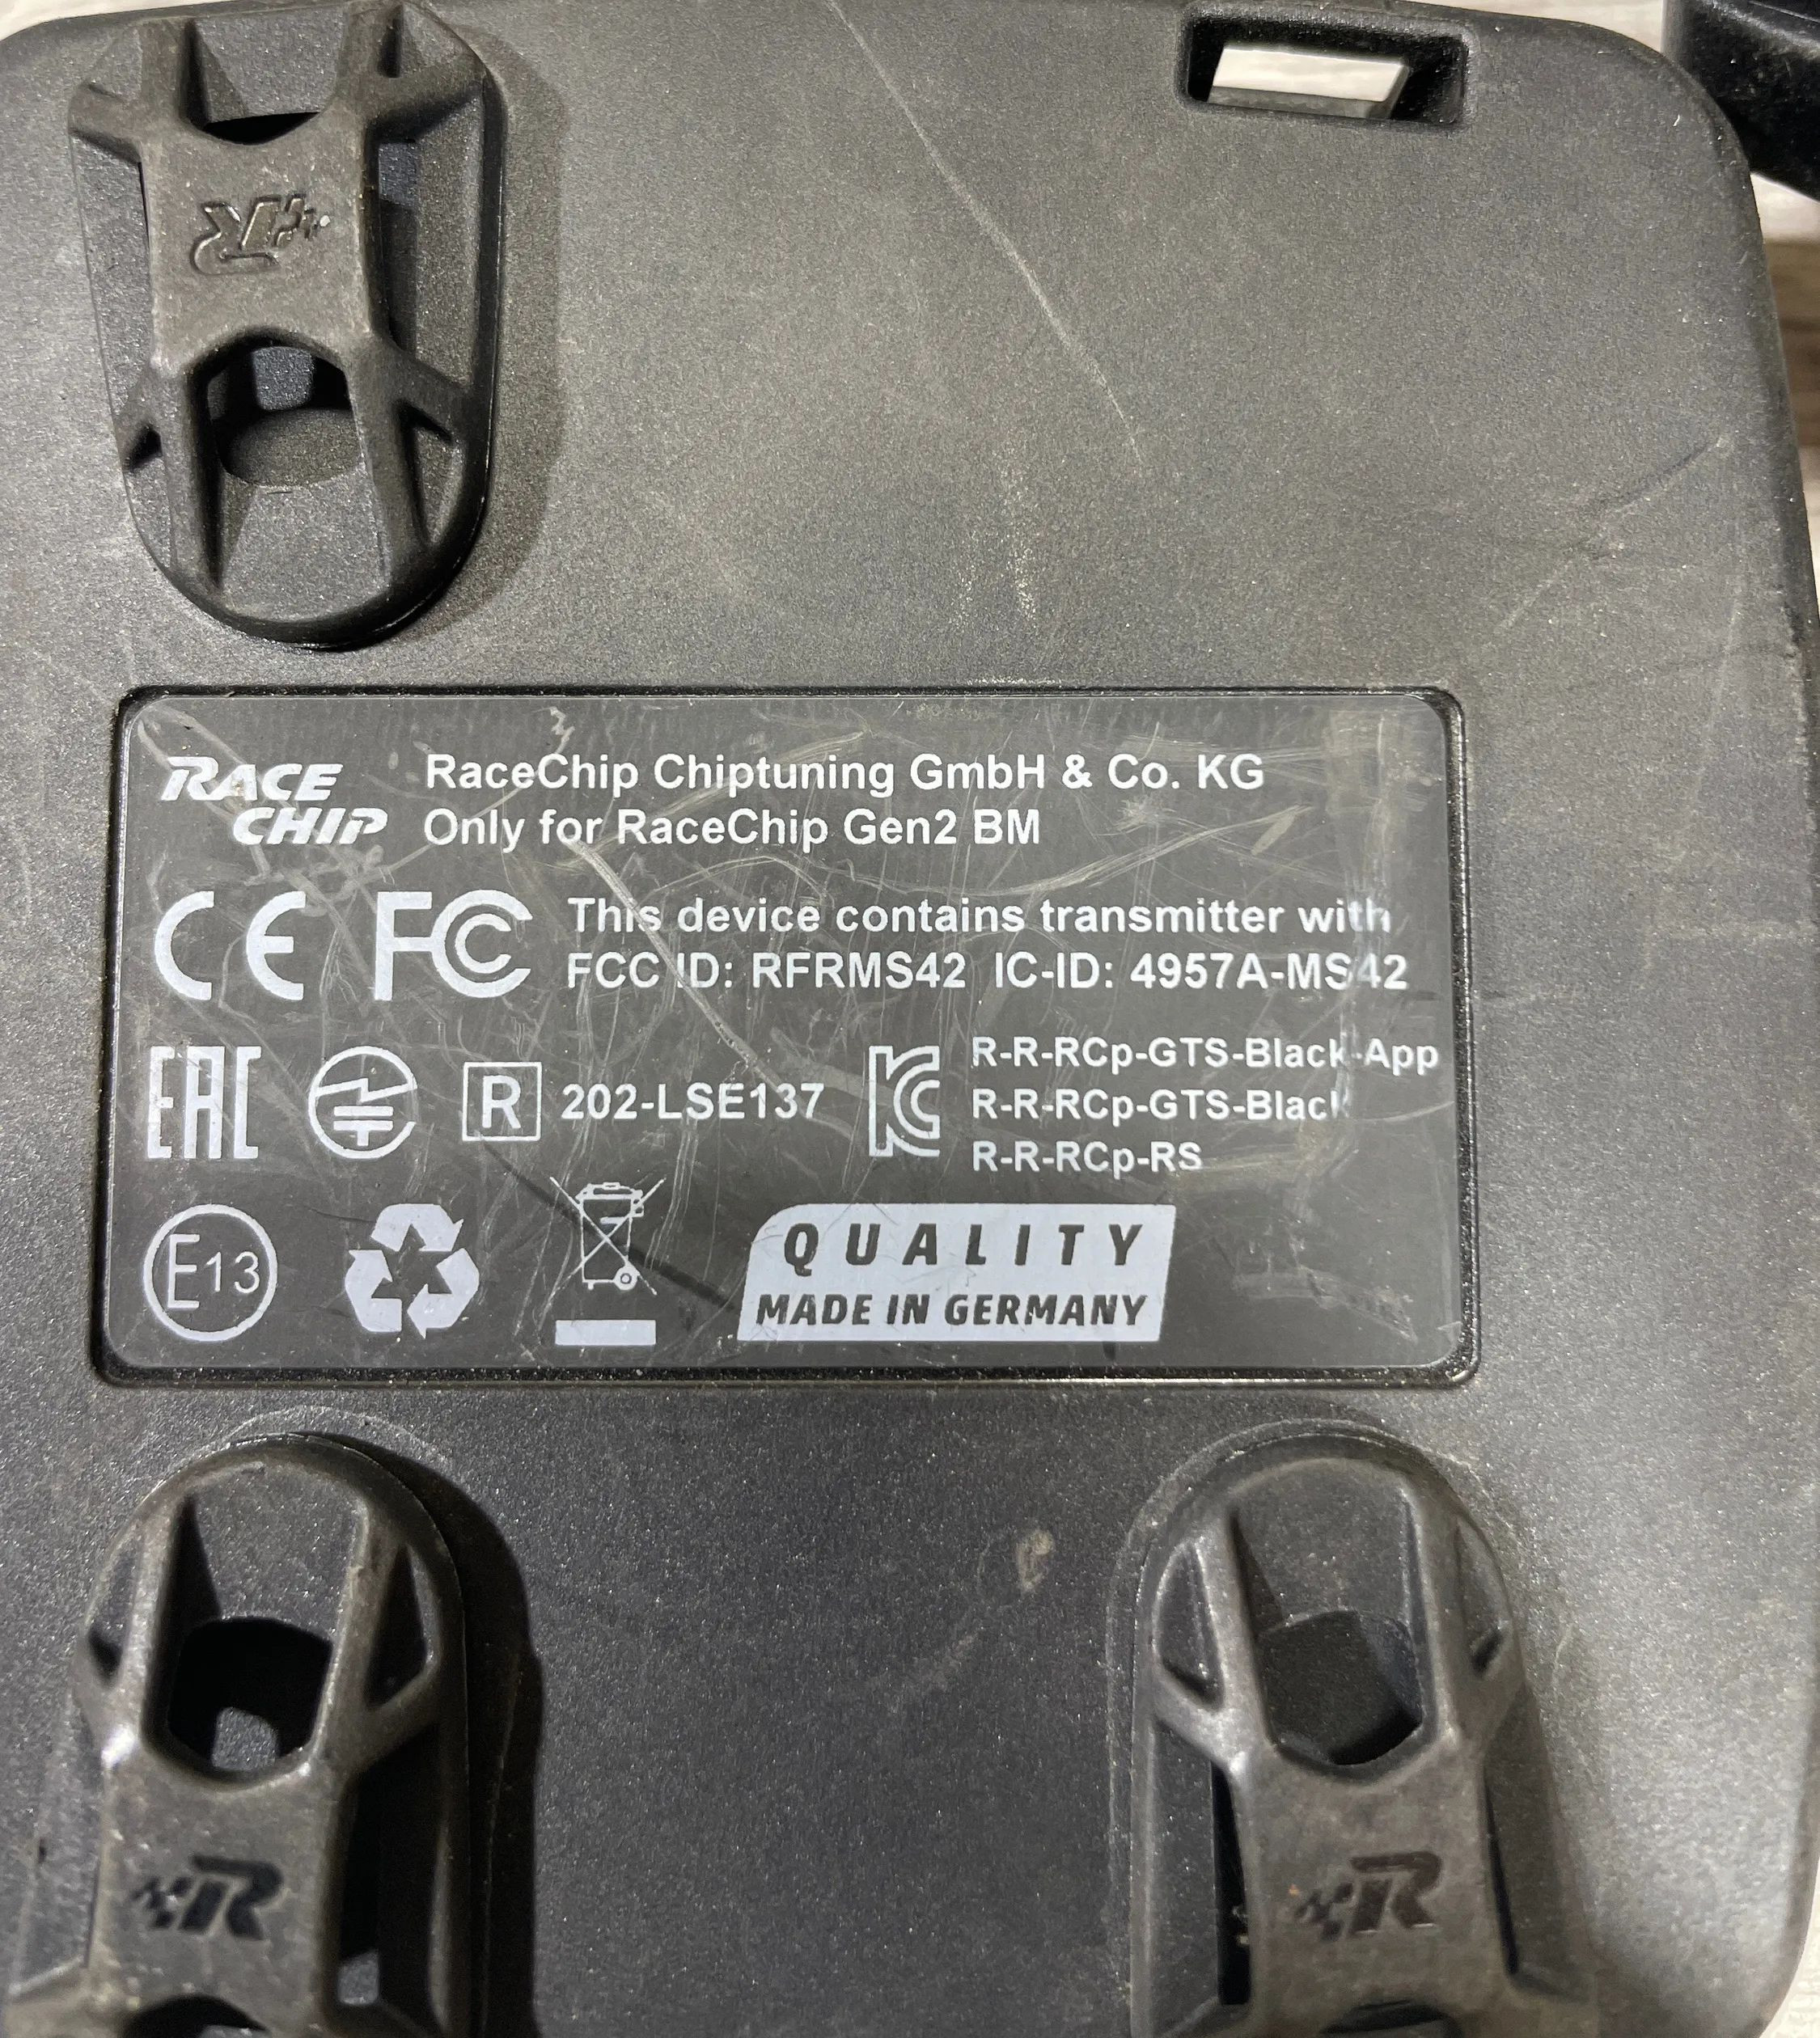 RACE
CHIP
RaceChip Chiptuning GmbH & Co. KG
Only for RaceChip Gen2 BM
CE FC This device contains transmitter with
FCC ID: RFRMS42 IC-ID: 4957A-MS42
EAC R 202-LSE137 KC R-R-RCp-GTS-Black-App
R-R-RCp-GTS-Black
R-R-RCp-RS
E13 QUALITY
MADE IN GERMANY
R
R
R